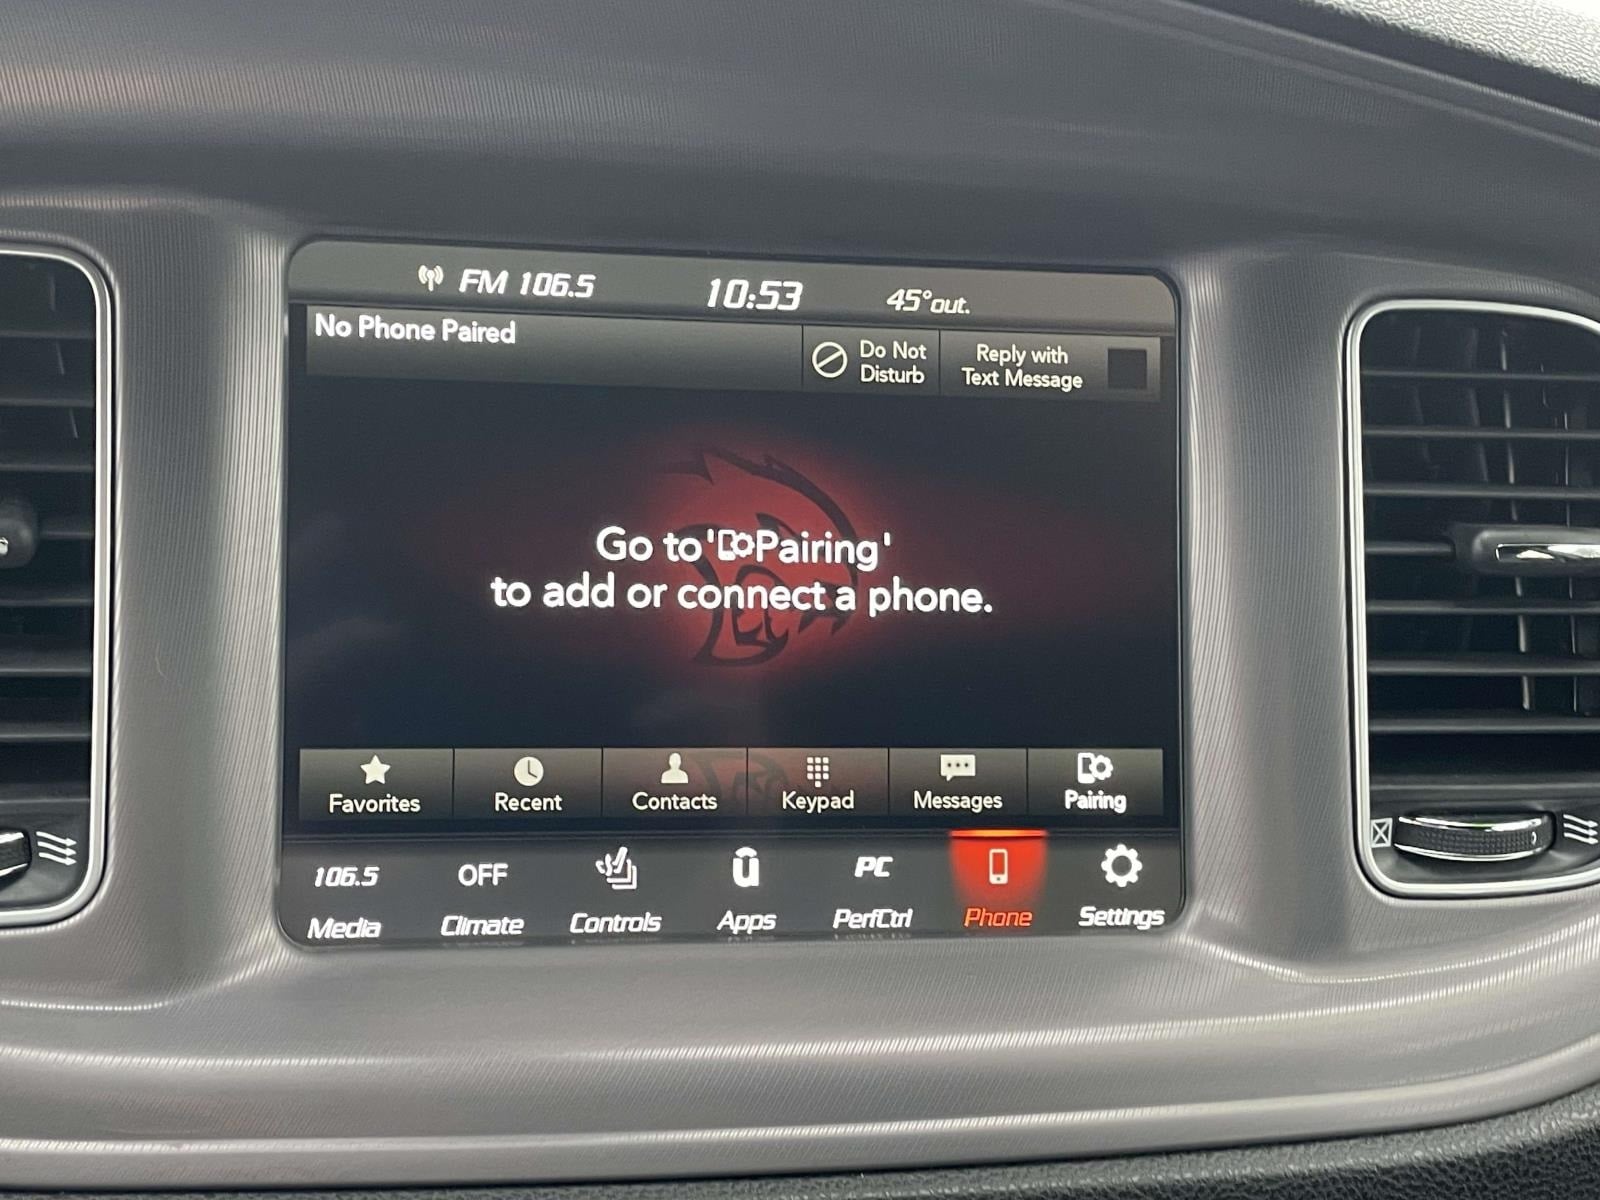 FM 106.5 10:53 45°out.
No Phone Paired
Do Not
Disturb
Reply with
Text Message
Go to 'Pairing'
to add or connect a phone.
Favorites Recent Contacts Keypad Messages Pairing
106.5 OFF PC
Media Climate Controls Apps PerfCtrl Phone Settings